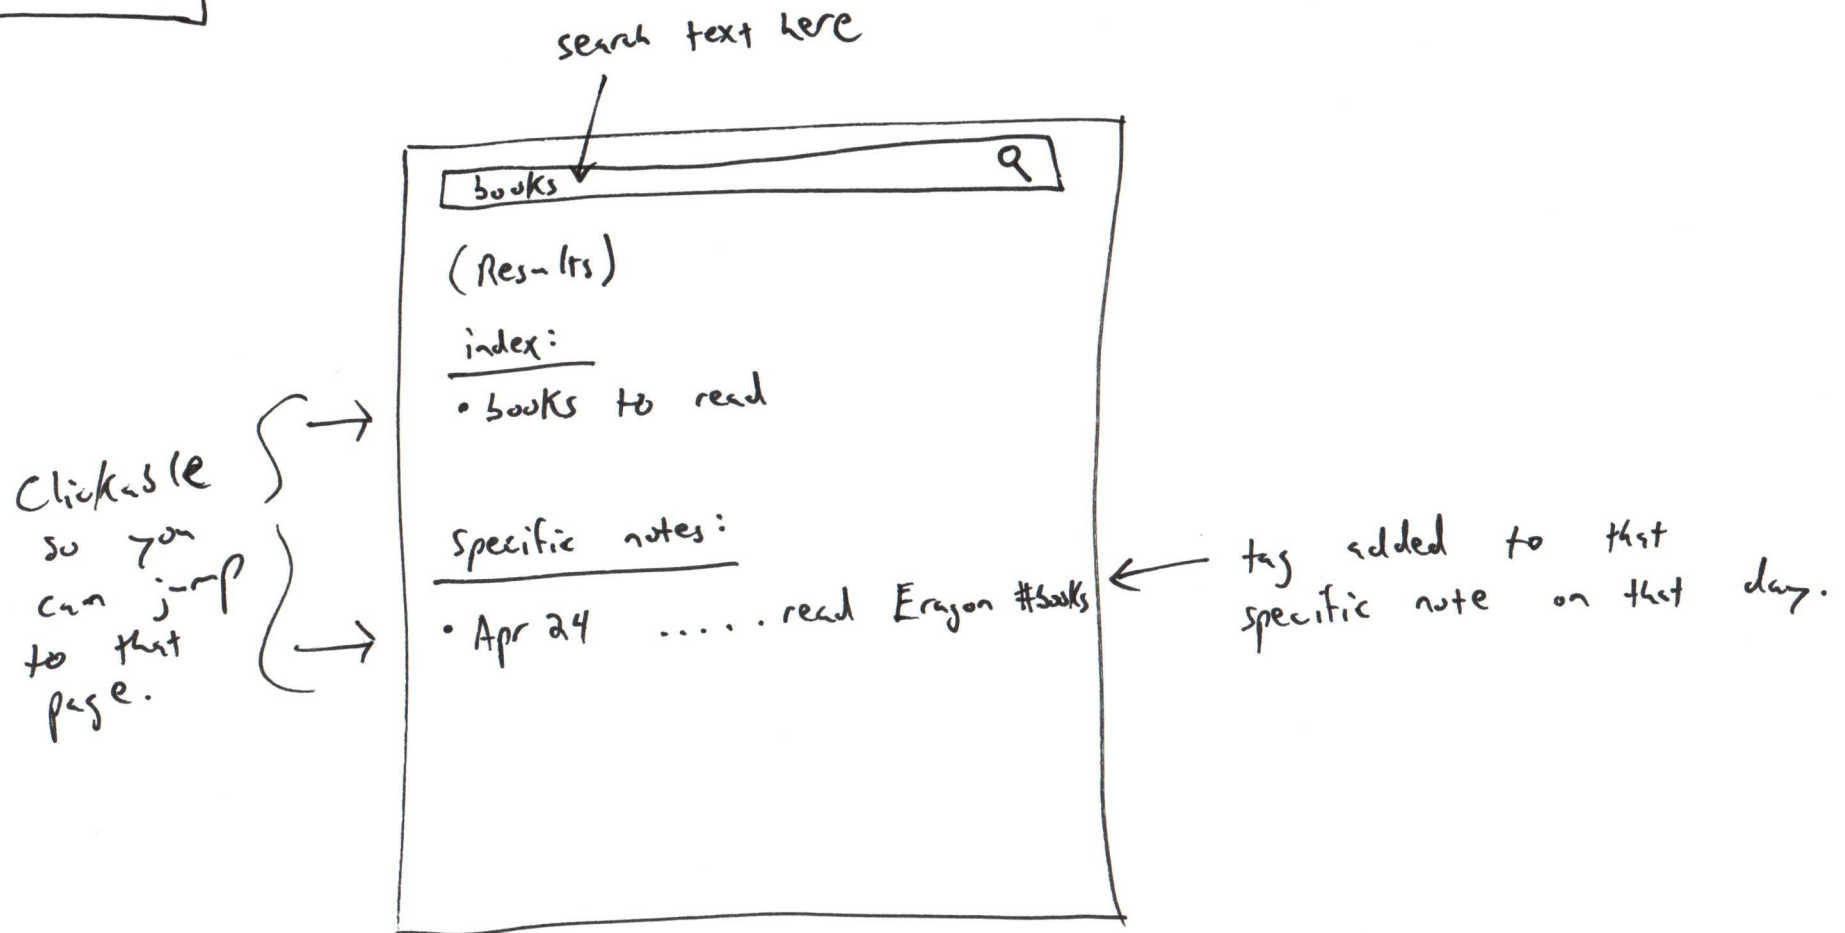 search text here
books
(Results)
index:
• books to read
Clickable
so you
can jump
to that
page.
specific notes:
• Apr 24 ..... read Eragon #books
tag added to that
specific note on that day.